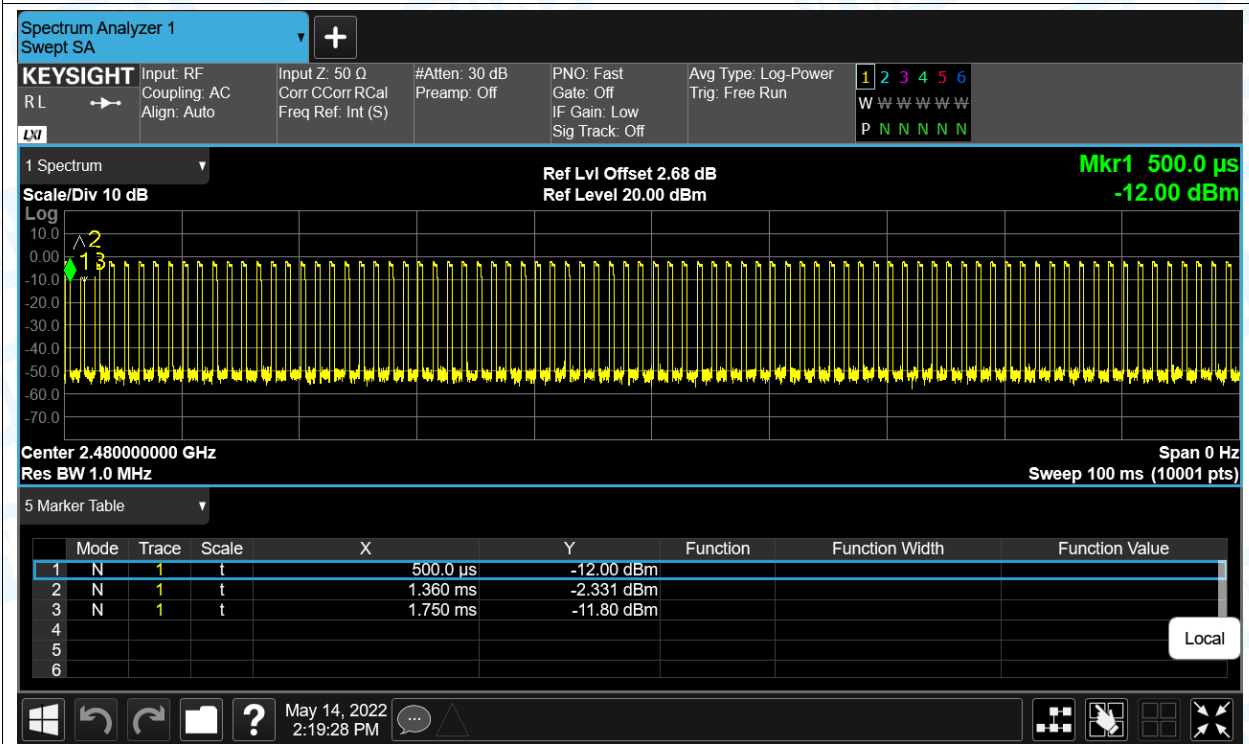 Spectrum Analyzer 1
Swept SA
KEYSIGHT
R L
LXI
Input: RF
Coupling: AC
Align: Auto
Input Z: 50 Ω
Corr CCorr RCal
Freq Ref: Int (S)
#Atten: 30 dB
Preamp: Off
PNO: Fast
Gate: Off
IF Gain: Low
Sig Track: Off
Avg Type: Log-Power
Trig: Free Run
1 2 3 4 5 6
W W W W W W
P N N N N N
1 Spectrum
Scale/Div 10 dB
Ref Lvl Offset 2.68 dB
Ref Level 20.00 dBm
Mkr1 500.0 µs
-12.00 dBm
Log
10.0
0.00
-10.0
-20.0
-30.0
-40.0
-50.0
-60.0
-70.0
2
1 3
Center 2.480000000 GHz
Res BW 1.0 MHz
Span 0 Hz
Sweep 100 ms (10001 pts)
5 Marker Table
Mode Trace Scale X Y Function Function Width Function Value
1 N 1 t 500.0 µs -12.00 dBm
2 N 1 t 1.360 ms -2.331 dBm
3 N 1 t 1.750 ms -11.80 dBm
4
5
6
Local
?
May 14, 2022
2:19:28 PM